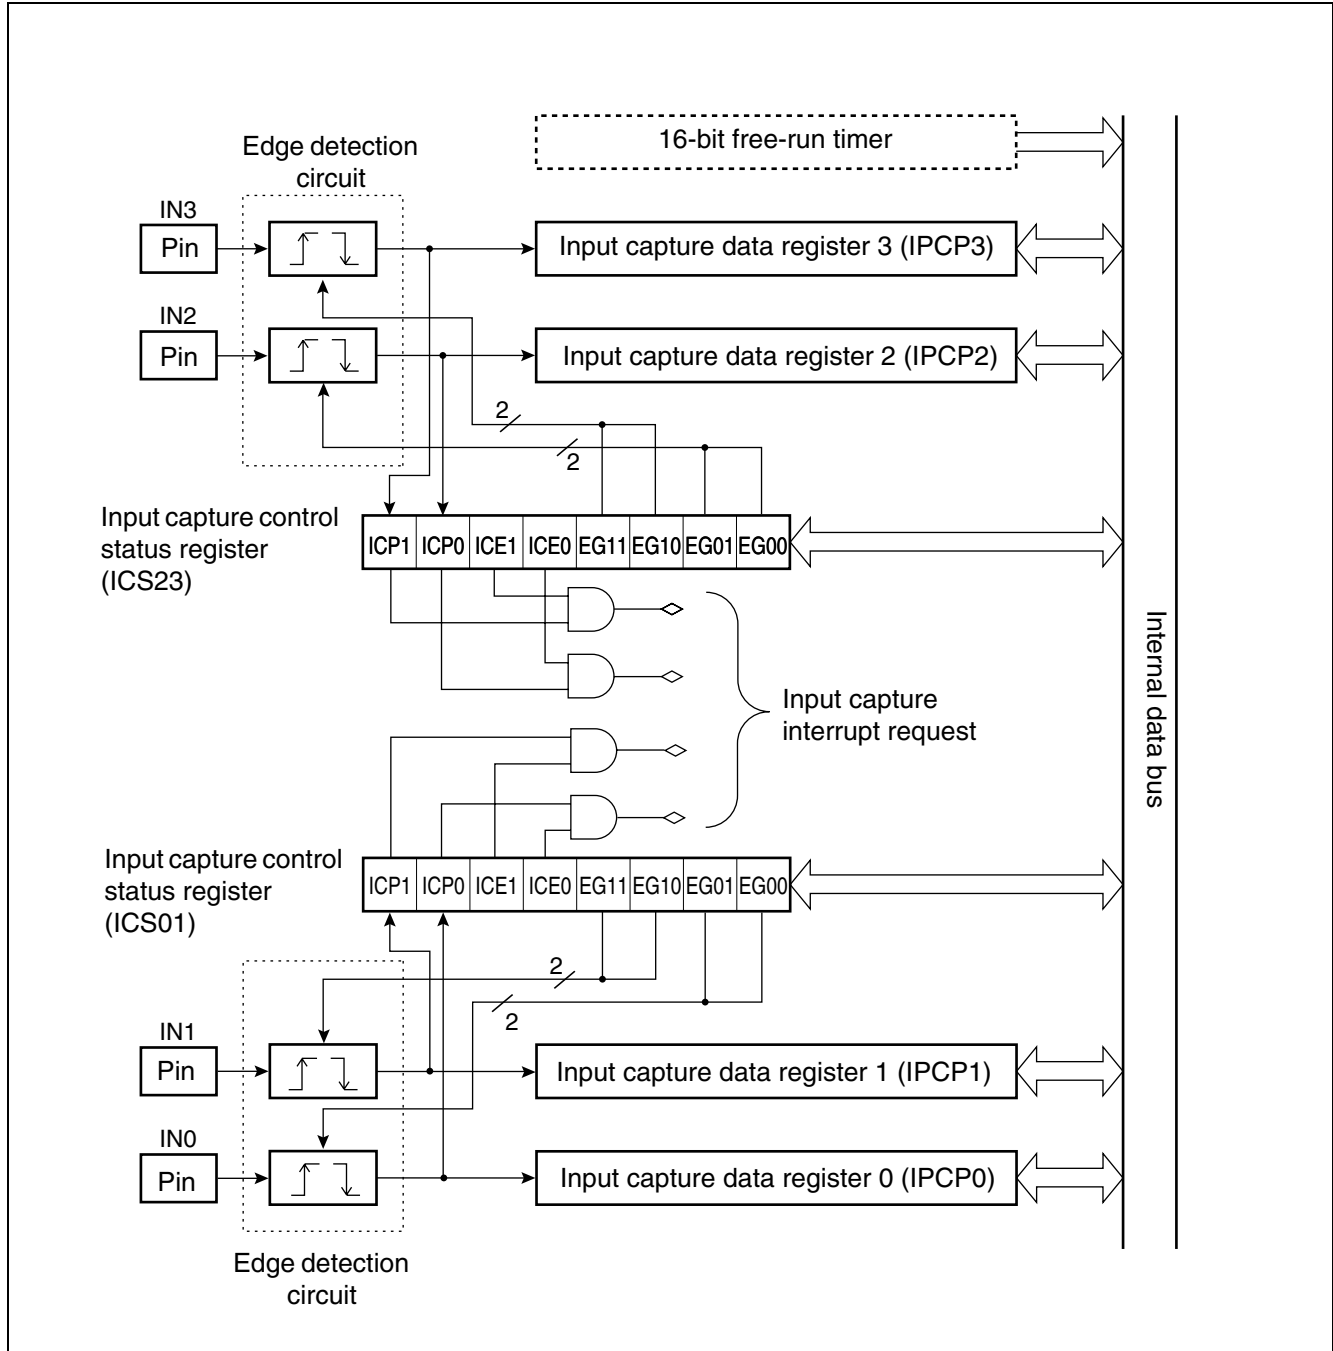 16-bit free-run timer
Edge detection
circuit
IN3
Pin
Input capture data register 3 (IPCP3)
IN2
Pin
Input capture data register 2 (IPCP2)
2
2
Input capture control
status register
(ICS23)
ICP1 ICP0 ICE1 ICE0 EG11 EG10 EG01 EG00
Internal data bus
Input capture
interrupt request
Input capture control
status register
(ICS01)
ICP1 ICP0 ICE1 ICE0 EG11 EG10 EG01 EG00
2
2
IN1
Pin
Input capture data register 1 (IPCP1)
IN0
Pin
Input capture data register 0 (IPCP0)
Edge detection
circuit